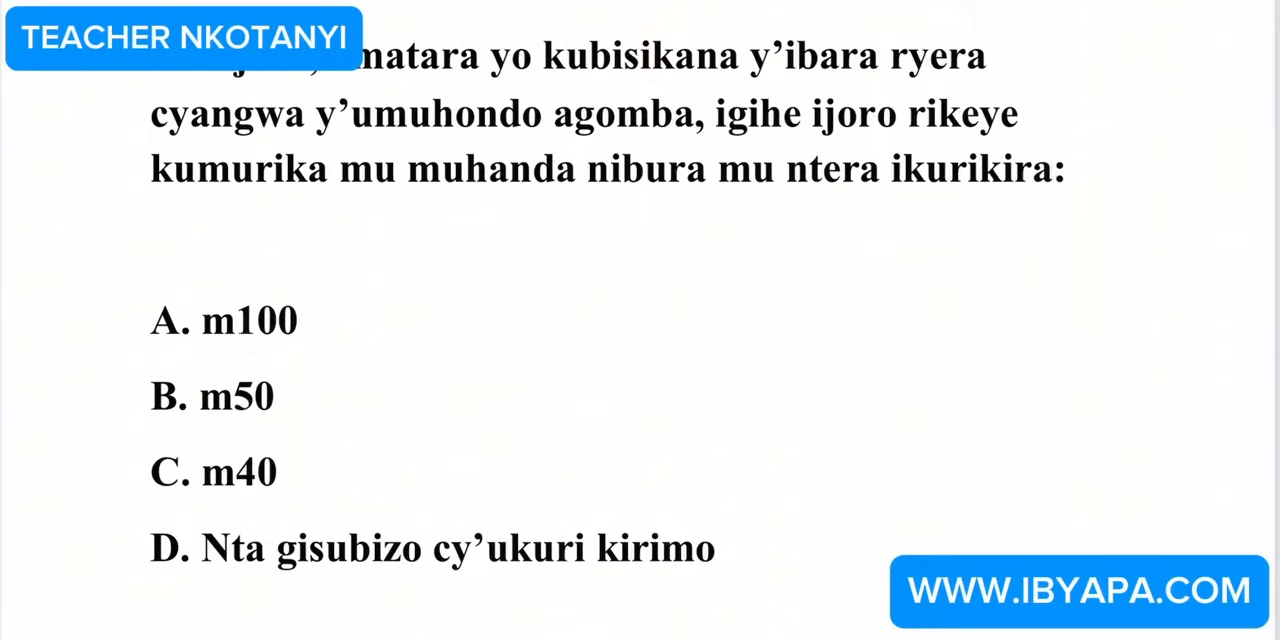 TEACHER NKOTANYI
yo kubisikana y’ibara ryera
cyangwa y’umuhondo agomba, igihe ijoro rikeye
kumurika mu muhanda nibura mu ntera ikurikira:
A. m100
B. m50
C. m40
D. Nta gisubizo cy’ukuri kirimo
WWW.IBYAPA.COM